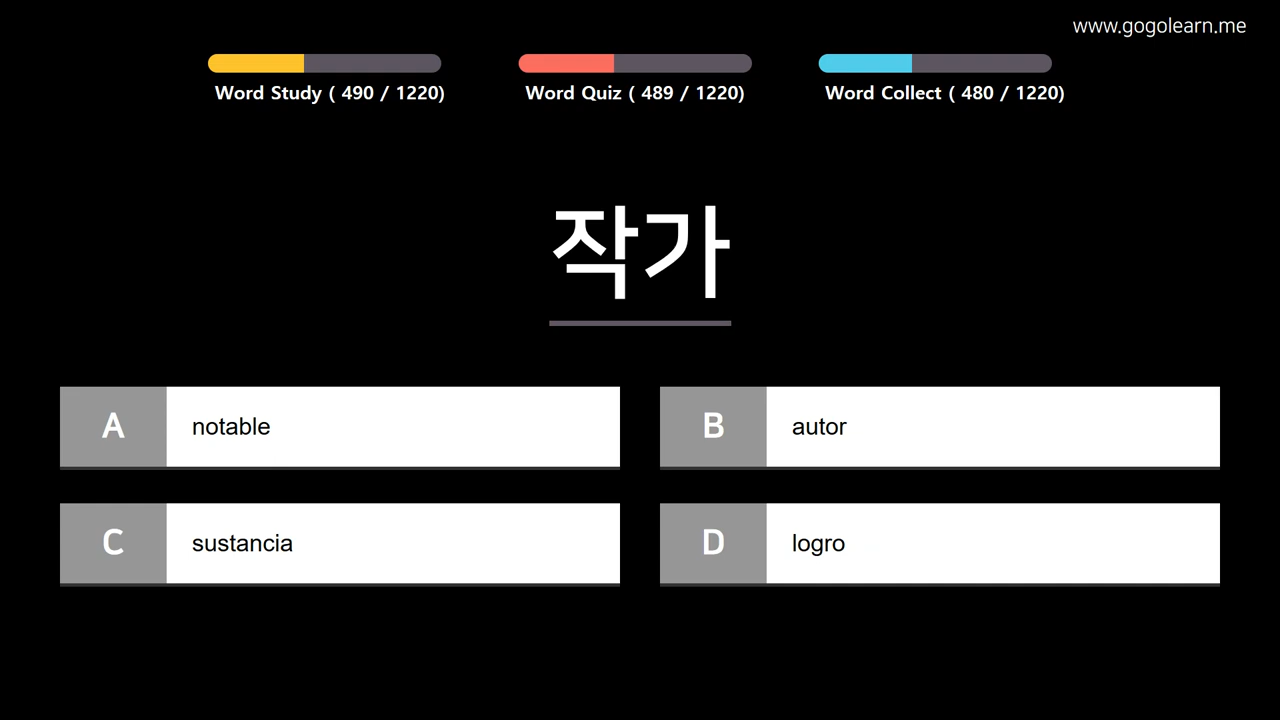 www.gogolearn.me
Word Study ( 490 / 1220)
Word Quiz ( 489 / 1220)
Word Collect ( 480 / 1220)
작가
A notable
B autor
C sustancia
D logro